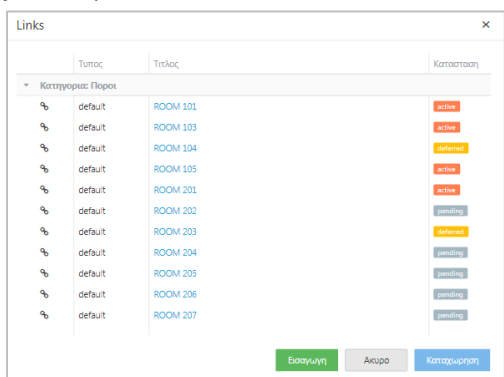 Links ×
Τυπος Τιτλος Κατασταση
Κατηγορια: Ποροι
default ROOM 101 active
default ROOM 103 active
default ROOM 104 deferred
default ROOM 105 active
default ROOM 201 active
default ROOM 202 pending
default ROOM 203 deferred
default ROOM 204 pending
default ROOM 205 pending
default ROOM 206 pending
default ROOM 207 pending
Εισαγωγη Ακυρο Καταχωρηση